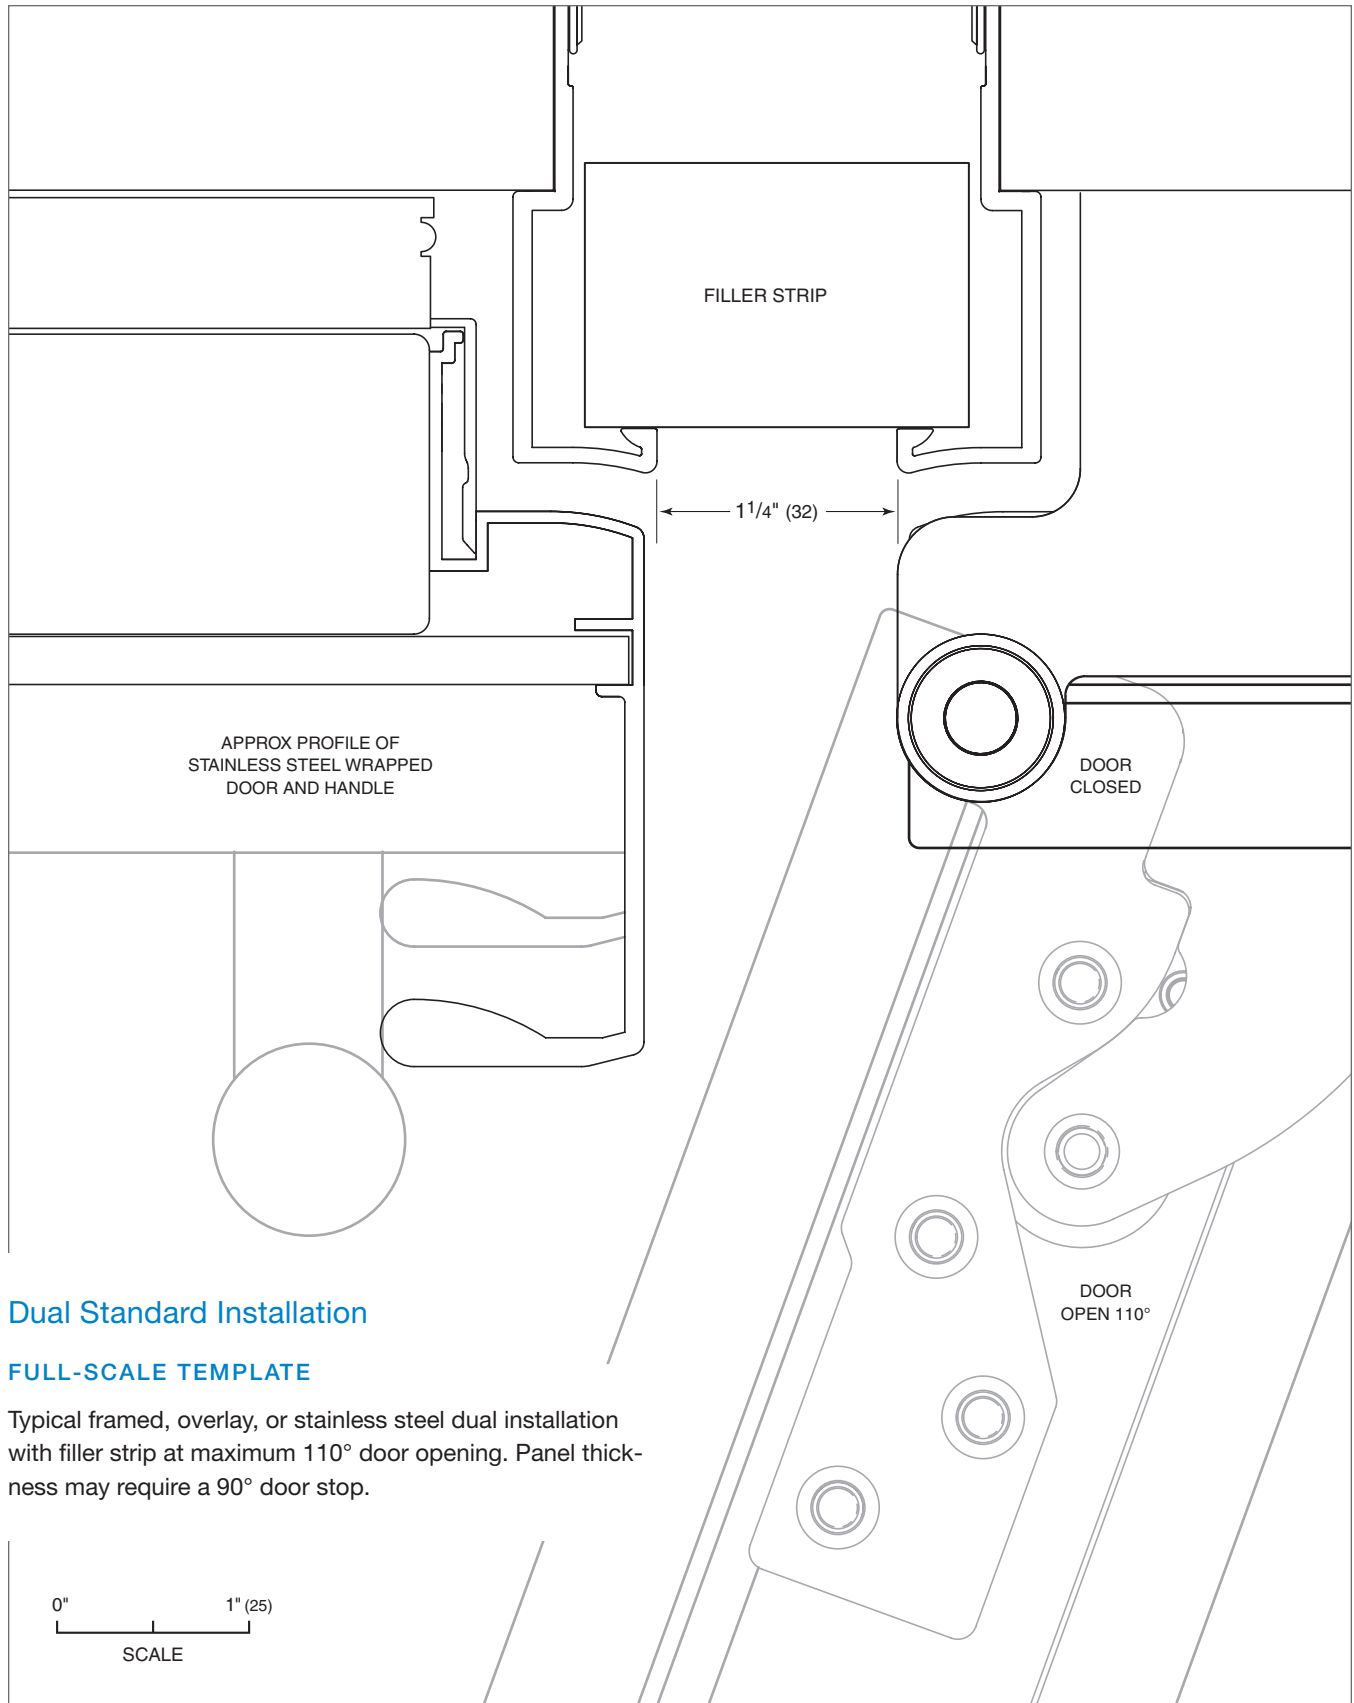 FILLER STRIP
1 1/4" (32)
APPROX PROFILE OF
STAINLESS STEEL WRAPPED
DOOR AND HANDLE
DOOR
CLOSED
DOOR
OPEN 110°
Dual Standard Installation
FULL-SCALE TEMPLATE
Typical framed, overlay, or stainless steel dual installation
with filler strip at maximum 110° door opening. Panel thick-
ness may require a 90° door stop.
0" 1" (25)
SCALE